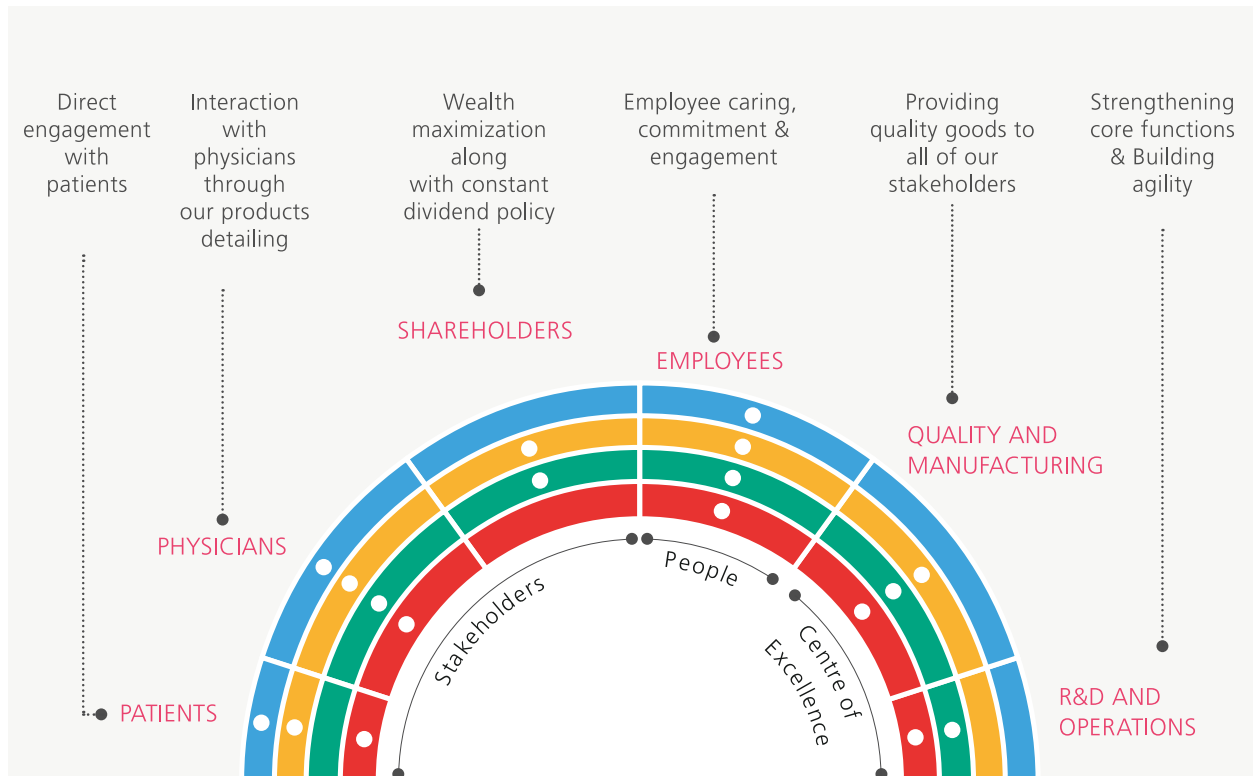 Direct
engagement
with
patients
Interaction
with
physicians
through
our products
detailing
Wealth
maximization
along
with constant
dividend policy
Employee caring,
commitment &
engagement
Providing
quality goods to
all of our
stakeholders
Strengthening
core functions
& Building
agility
SHAREHOLDERS
EMPLOYEES
QUALITY AND
MANUFACTURING
PHYSICIANS
PATIENTS
R&D AND
OPERATIONS
Stakeholders
People
Centre of
Excellence